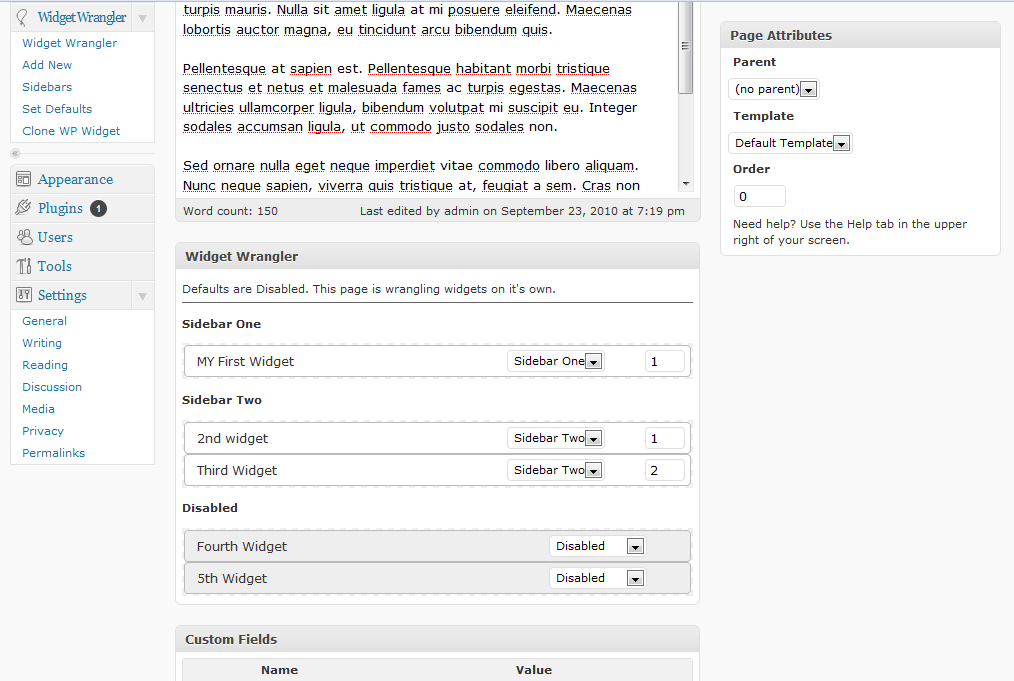 WidgetWrangler
Widget Wrangler
Add New
Sidebars
Set Defaults
Clone WP Widget
Appearance
Plugins 1
Users
Tools
Settings
General
Writing
Reading
Discussion
Media
Privacy
Permalinks
turpis mauris. Nulla sit amet ligula at mi posuere eleifend. Maecenas
lobortis auctor magna, eu tincidunt arcu bibendum quis.
Pellentesque at sapien est. Pellentesque habitant morbi tristique
senectus et netus et malesuada fames ac turpis egestas. Maecenas
ultricies ullamcorper ligula, bibendum volutpat mi suscipit eu. Integer
sodales accumsan ligula, ut commodo justo sodales non.
Sed ornare nulla eget neque imperdiet vitae commodo libero aliquam.
Nunc neque sapien, viverra quis tristique at, feugiat a sem. Cras non
Word count: 150 Last edited by admin on September 23, 2010 at 7:19 pm
Widget Wrangler
Defaults are Disabled. This page is wrangling widgets on it's own.
Sidebar One
MY First Widget Sidebar One 1
Sidebar Two
2nd widget Sidebar Two 1
Third Widget Sidebar Two 2
Disabled
Fourth Widget Disabled
5th Widget Disabled
Custom Fields
Name Value
Page Attributes
Parent
(no parent)
Template
Default Template
Order
0
Need help? Use the Help tab in the upper
right of your screen.